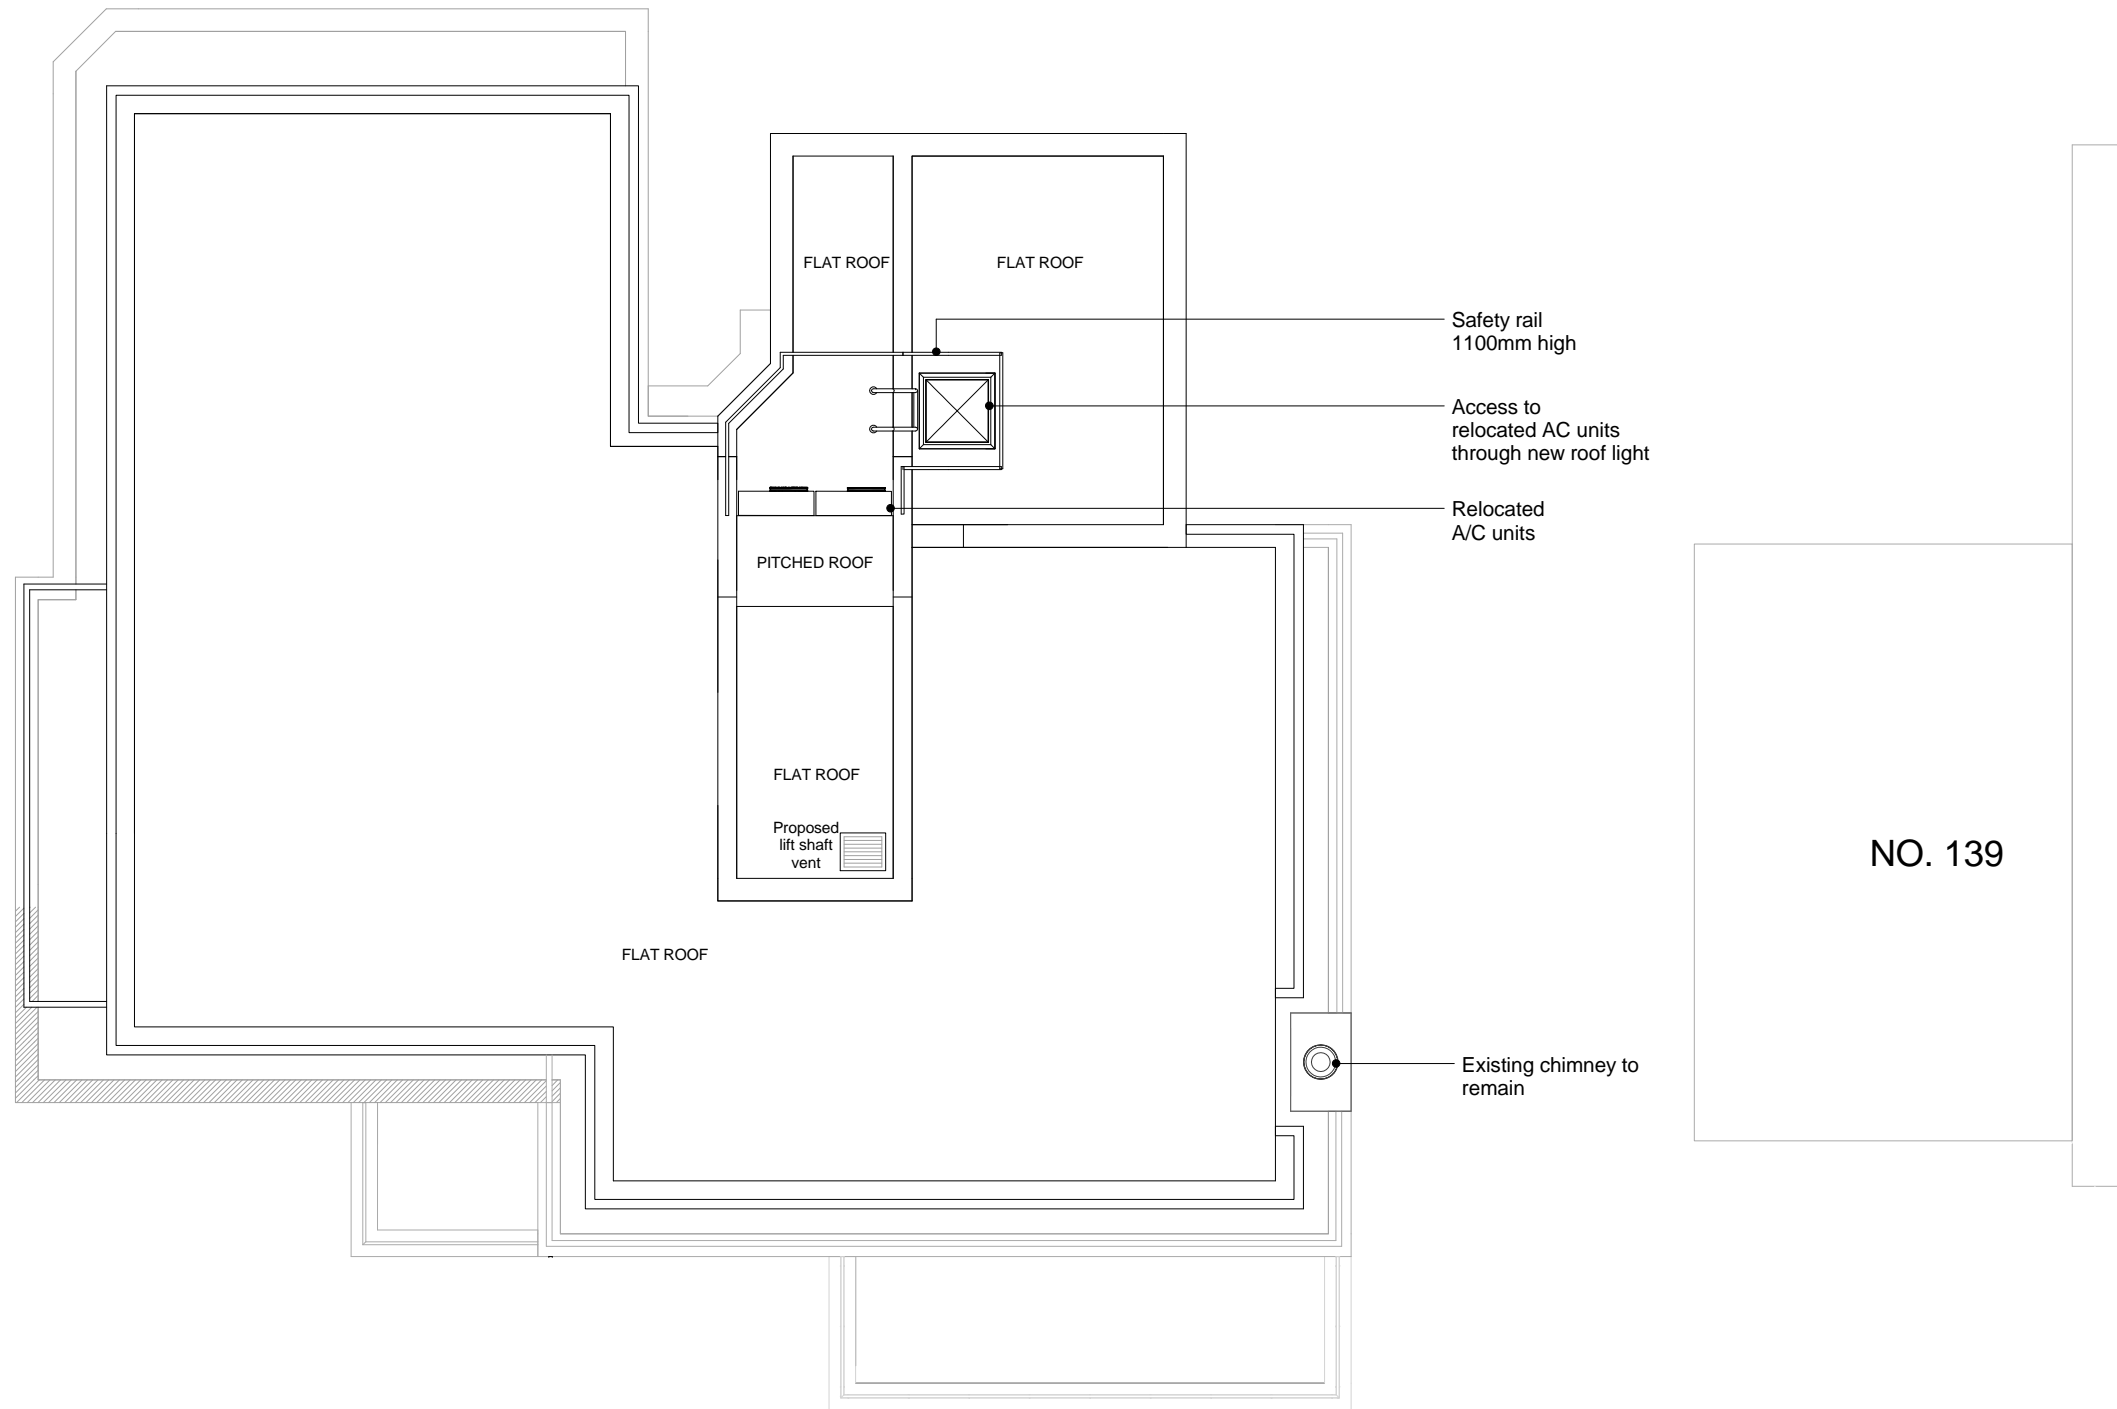 FLAT ROOF
FLAT ROOF
Safety rail
1100mm high
Access to
relocated AC units
through new roof light
Relocated
A/C units
PITCHED ROOF
FLAT ROOF
Proposed
lift shaft
vent
NO. 139
FLAT ROOF
Existing chimney to
remain